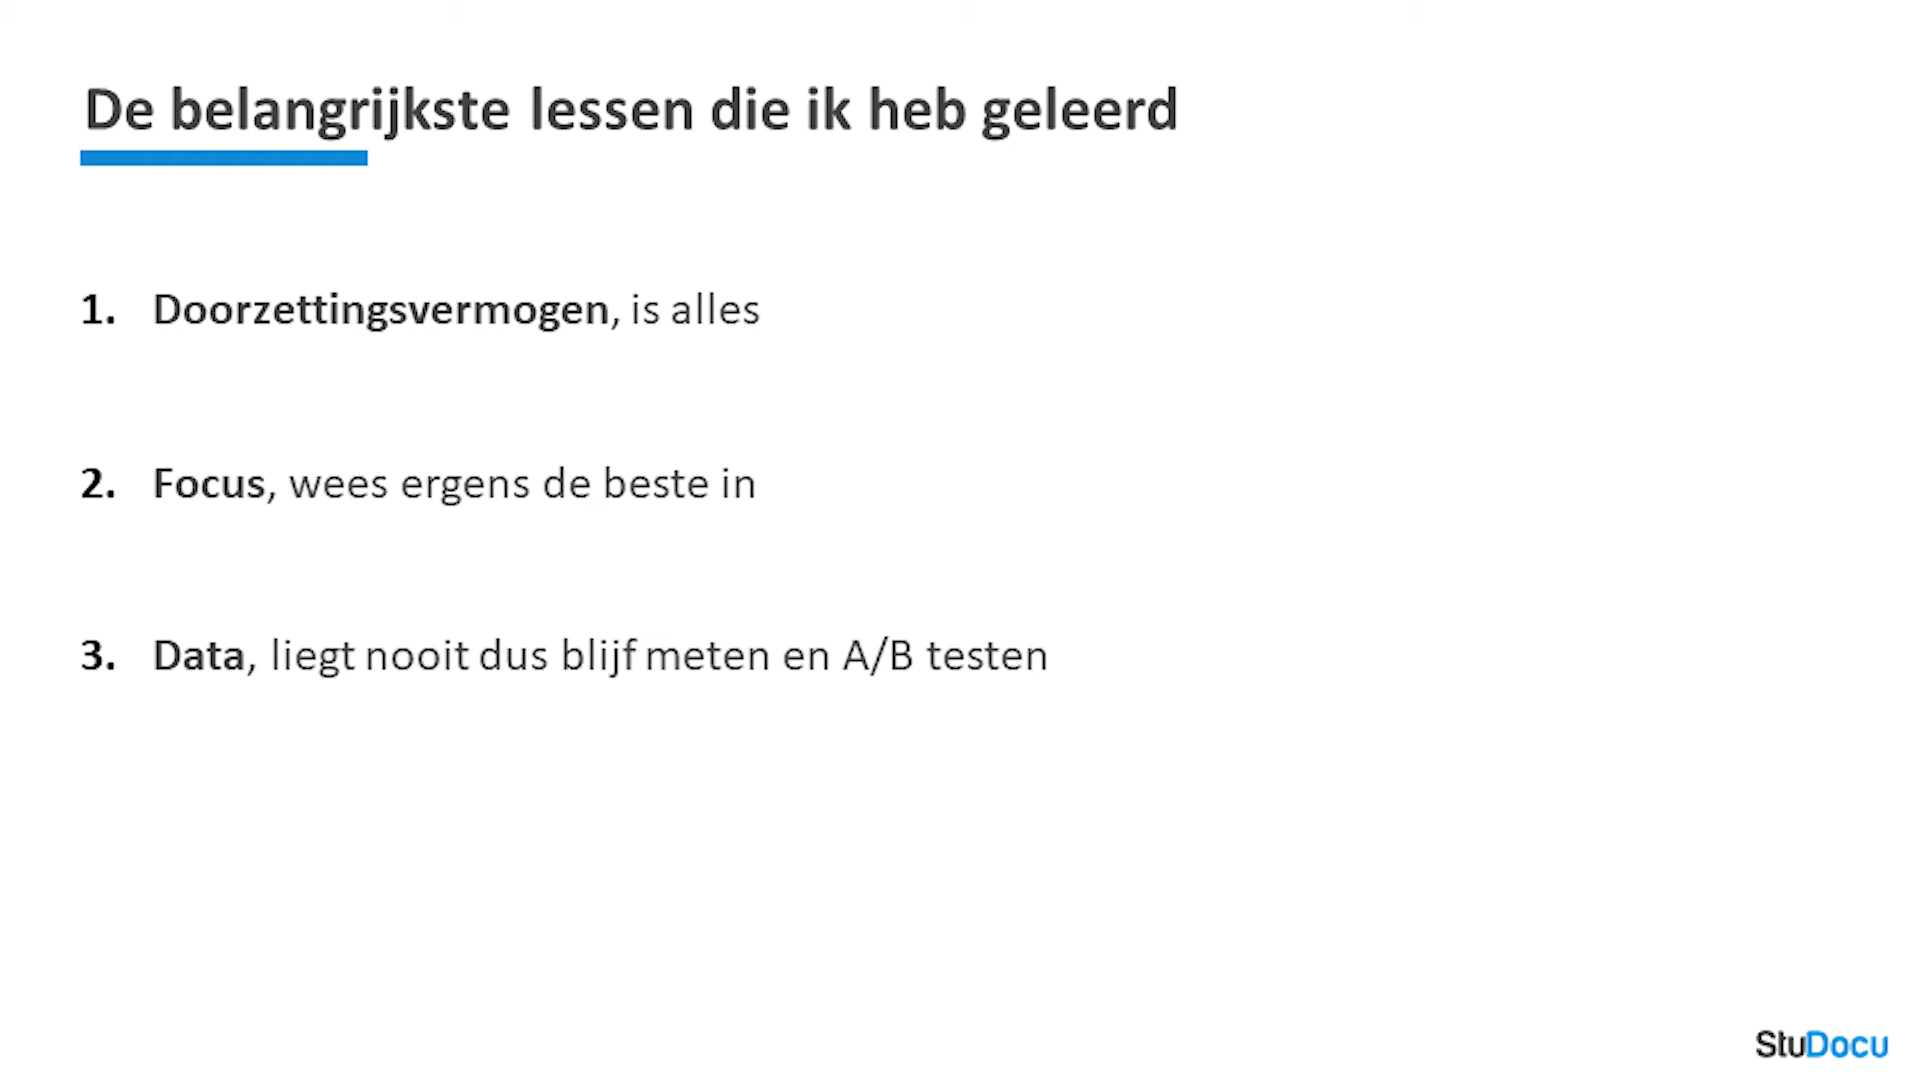 De belangrijkste lessen die ik heb geleerd
1. Doorzettingsvermogen, is alles
2. Focus, wees ergens de beste in
3. Data, liegt nooit dus blijf meten en A/B testen
StuDocu